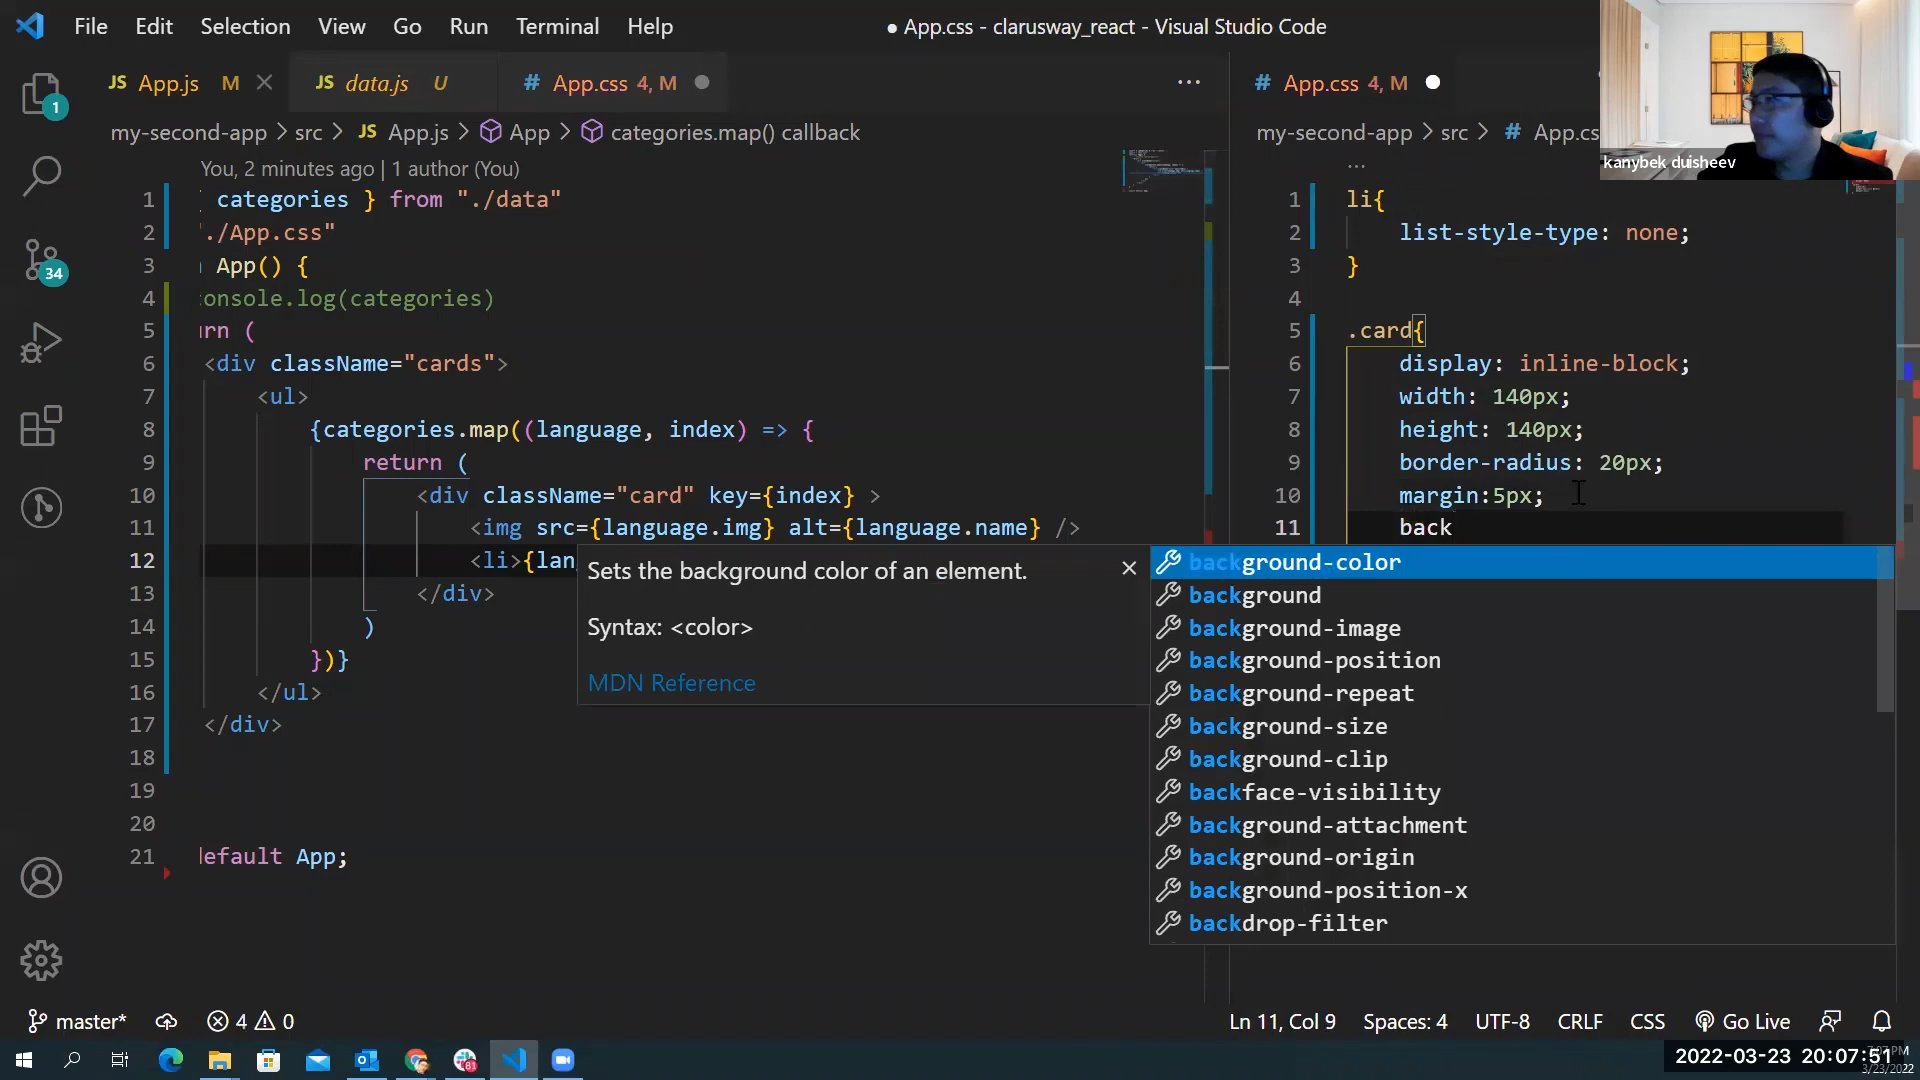 File Edit Selection View Go Run Terminal Help
● App.css - clarusway_react - Visual Studio Code
JS App.js M
JS data.js U
# App.css 4, M
my-second-app > src > JS App.js > App > categories.map() callback
You, 2 minutes ago | 1 author (You)
1 { categories } from "./data"
2 "./App.css"
3 App() {
4 console.log(categories)
5 urn (
6 <div className="cards">
7 <ul>
8 {categories.map((language, index) => {
9 return (
10 <div className="card" key={index} >
11 <img src={language.img} alt={language.name} />
12 <li>{lan
13 </div>
14 )
15 })}
16 </ul>
17 </div>
18
19
20
21 default App;
Sets the background color of an element.
Syntax: <color>
MDN Reference
# App.css 4, M
my-second-app > src > # App.cs
...
1 li{
2 list-style-type: none;
3 }
4
5 .card{
6 display: inline-block;
7 width: 140px;
8 height: 140px;
9 border-radius: 20px;
10 margin:5px;
11 back
background-color
background
background-image
background-position
background-repeat
background-size
background-clip
backface-visibility
background-attachment
background-origin
background-position-x
backdrop-filter
kanybek duisheev
1
34
master* 4 0
Ln 11, Col 9 Spaces: 4 UTF-8 CRLF CSS Go Live
2022-03-23 20:07:51
3/23/2022